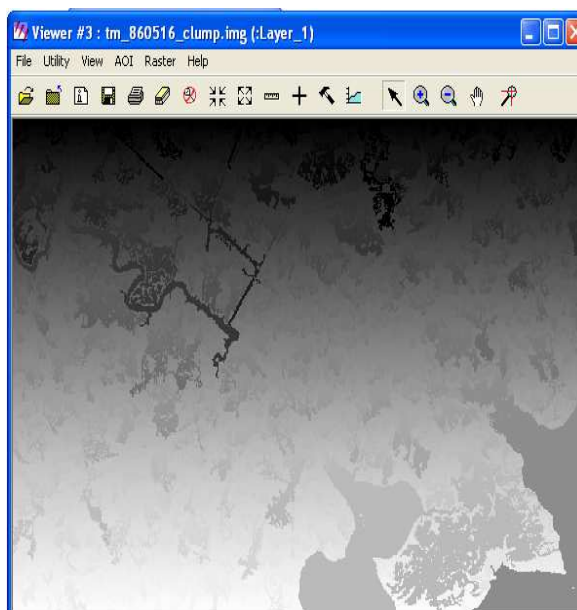 Viewer #3 : tm_860516_clump.img (:Layer_1)
File Utility View AOI Raster Help